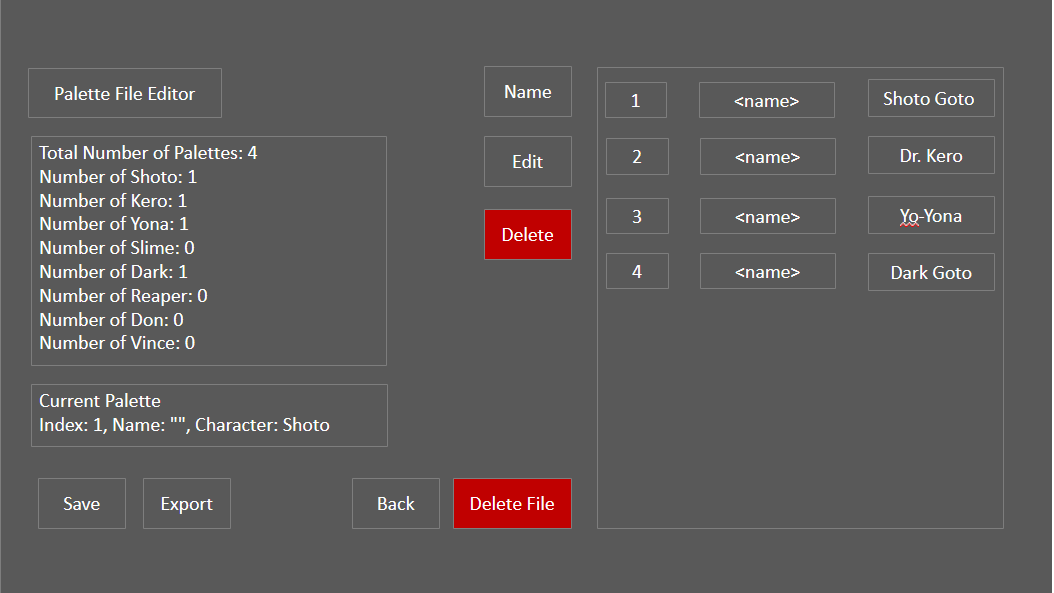 Palette File Editor
Total Number of Palettes: 4
Number of Shoto: 1
Number of Kero: 1
Number of Yona: 1
Number of Slime: 0
Number of Dark: 1
Number of Reaper: 0
Number of Don: 0
Number of Vince: 0
Current Palette
Index: 1, Name: "", Character: Shoto
Save
Export
Back
Delete File
Name
Edit
Delete
1 <name> Shoto Goto
2 <name> Dr. Kero
3 <name> Yo-Yona
4 <name> Dark Goto